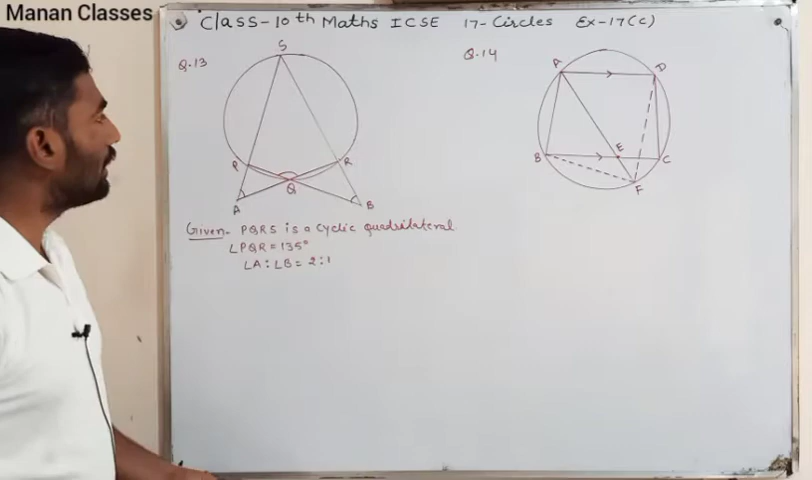 Manan Classes
Class-10th Maths ICSE 17-Circles Ex-17(C)
Q.13
S
P
R
Q
A
B
Given- PQRS is a cyclic quadrilateral.
∠PQR = 135°
∠A : ∠B = 2:1
Q.14
A
D
B
E
C
F